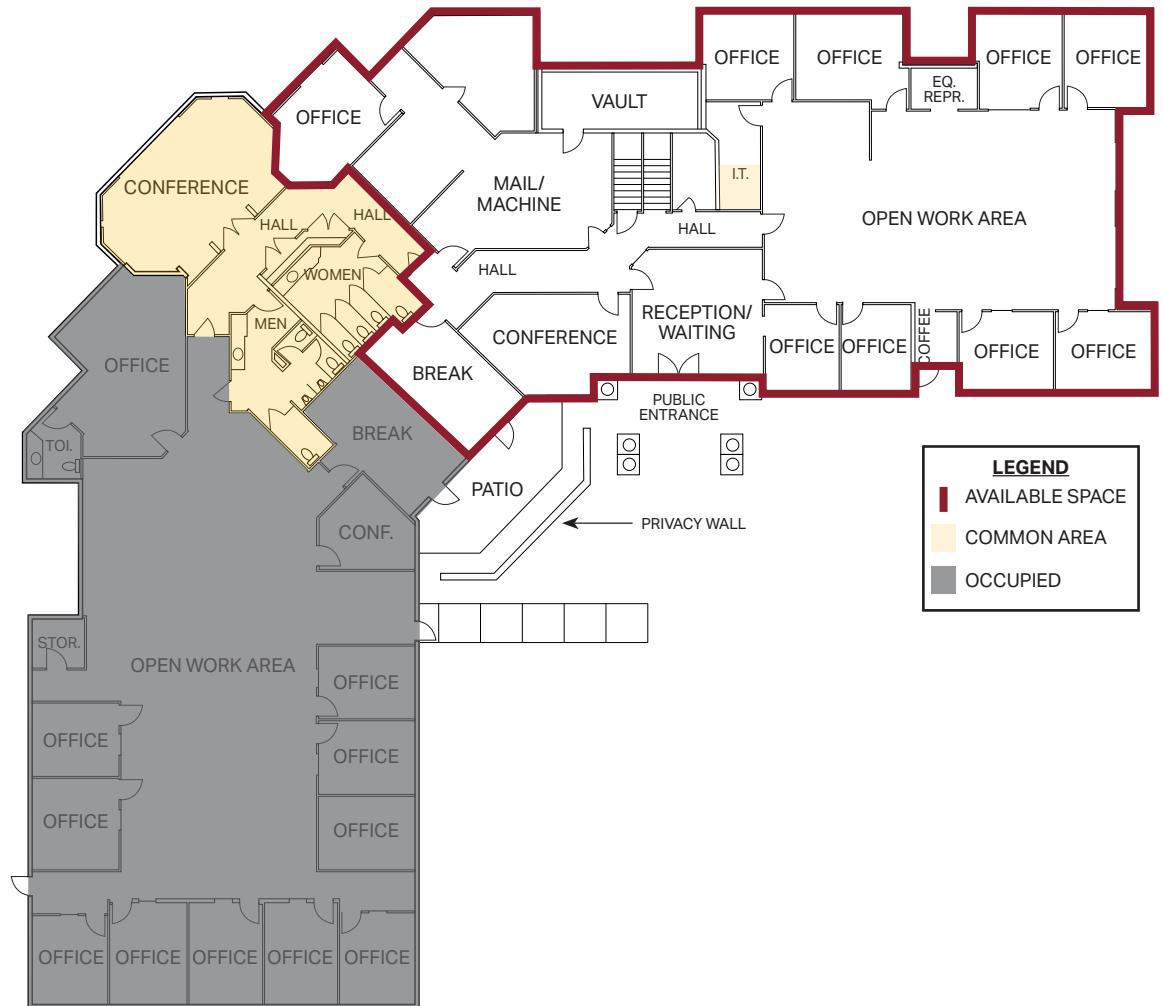 OFFICE
OFFICE
OFFICE
OFFICE
EQ.
REPR.
VAULT
OFFICE
I.T.
CONFERENCE
MAIL/
MACHINE
HALL
HALL
OPEN WORK AREA
HALL
HALL
WOMEN
MEN
CONFERENCE
RECEPTION/
WAITING
OFFICE
OFFICE
COFFEE
OFFICE
OFFICE
OFFICE
BREAK
PUBLIC
ENTRANCE
BREAK
TOI.
PATIO
CONF.
PRIVACY WALL
LEGEND
AVAILABLE SPACE
COMMON AREA
OCCUPIED
STOR.
OPEN WORK AREA
OFFICE
OFFICE
OFFICE
OFFICE
OFFICE
OFFICE
OFFICE
OFFICE
OFFICE
OFFICE